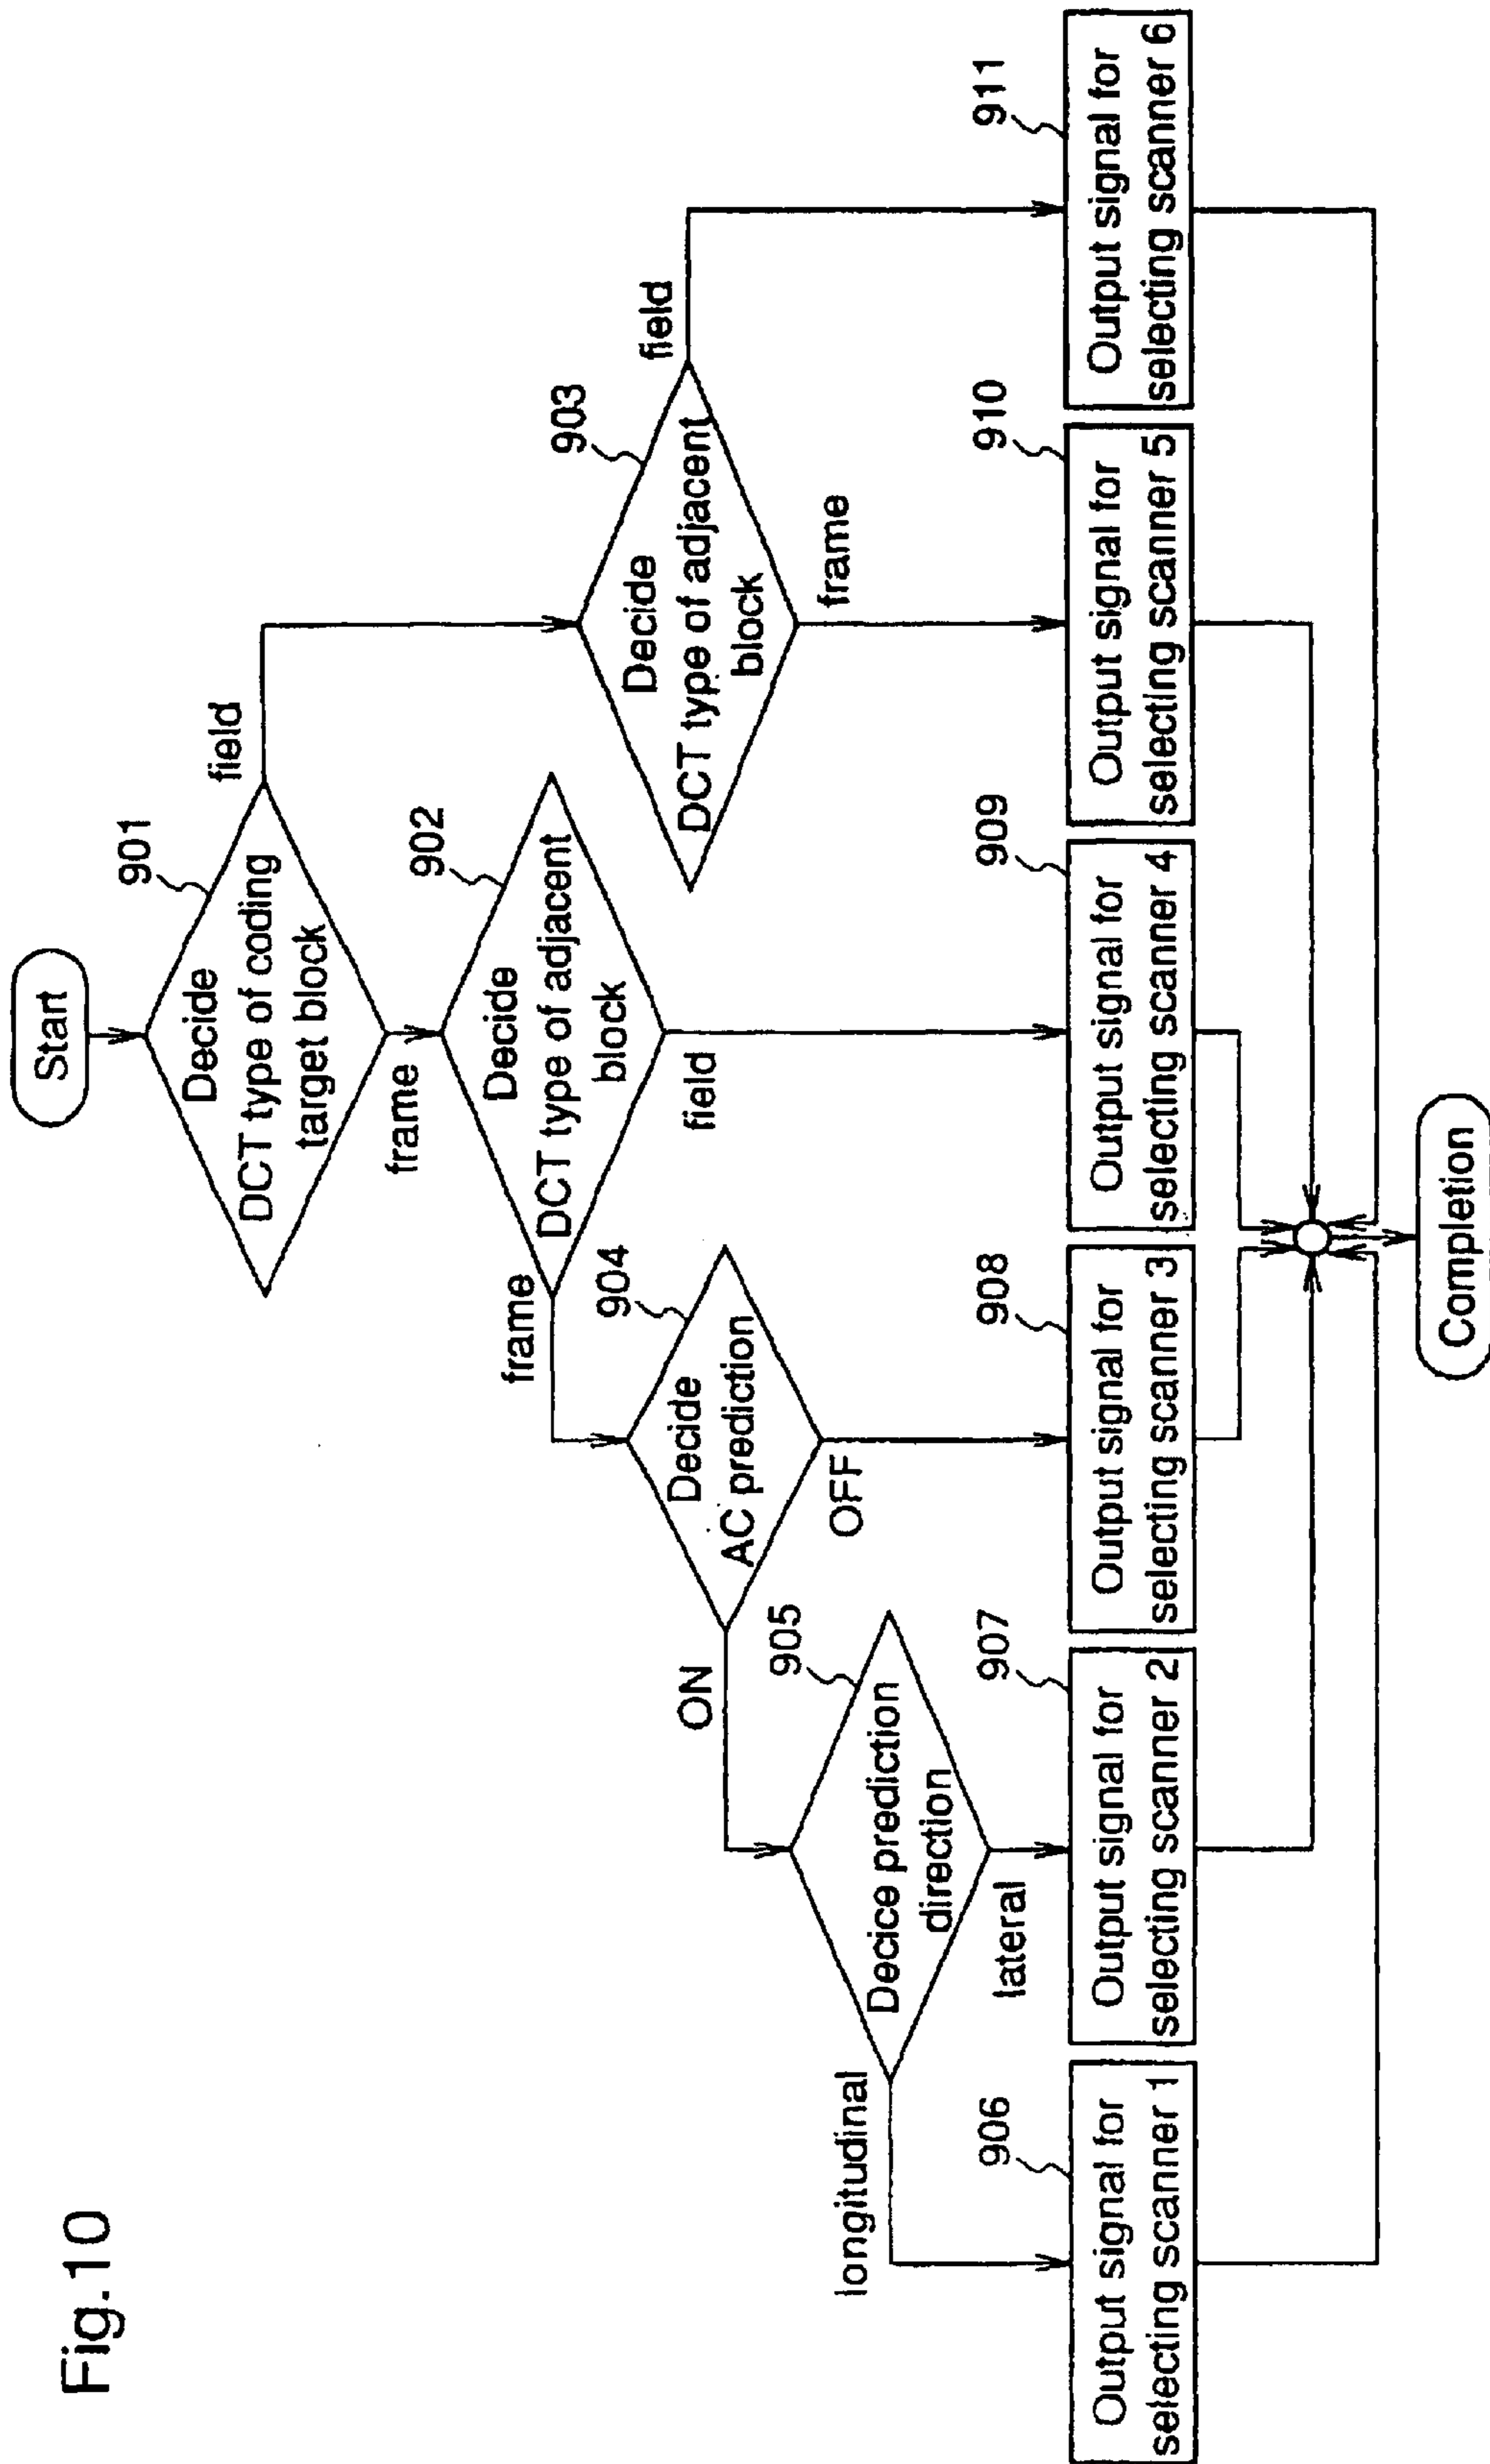 Fig.10
Start
901
Decide
DCT type of coding
target block
field
frame
902
Decide
DCT type of adjacent
block
frame
field
903
Decide
DCT type of adjacent
block
field
frame
904
Decide
AC prediction
ON
OFF
905
Decice prediction
direction
longitudinal
lateral
906
Output signal for
selecting scanner 1
907
Output signal for
selecting scanner 2
908
Output signal for
selecting scanner 3
909
Output signal for
selecting scanner 4
910
Output signal for
selecting scanner 5
911
Output signal for
selecting scanner 6
Completion